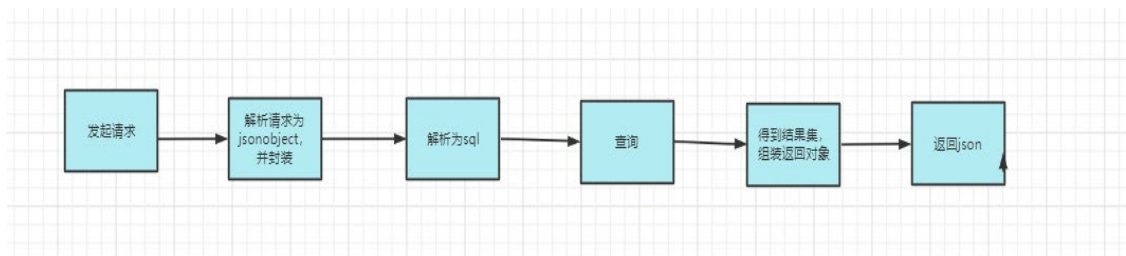 发起请求
解析请求为
jsonobject，
并封装
解析为sql
查询
得到结果集，
组装返回对象
返回json